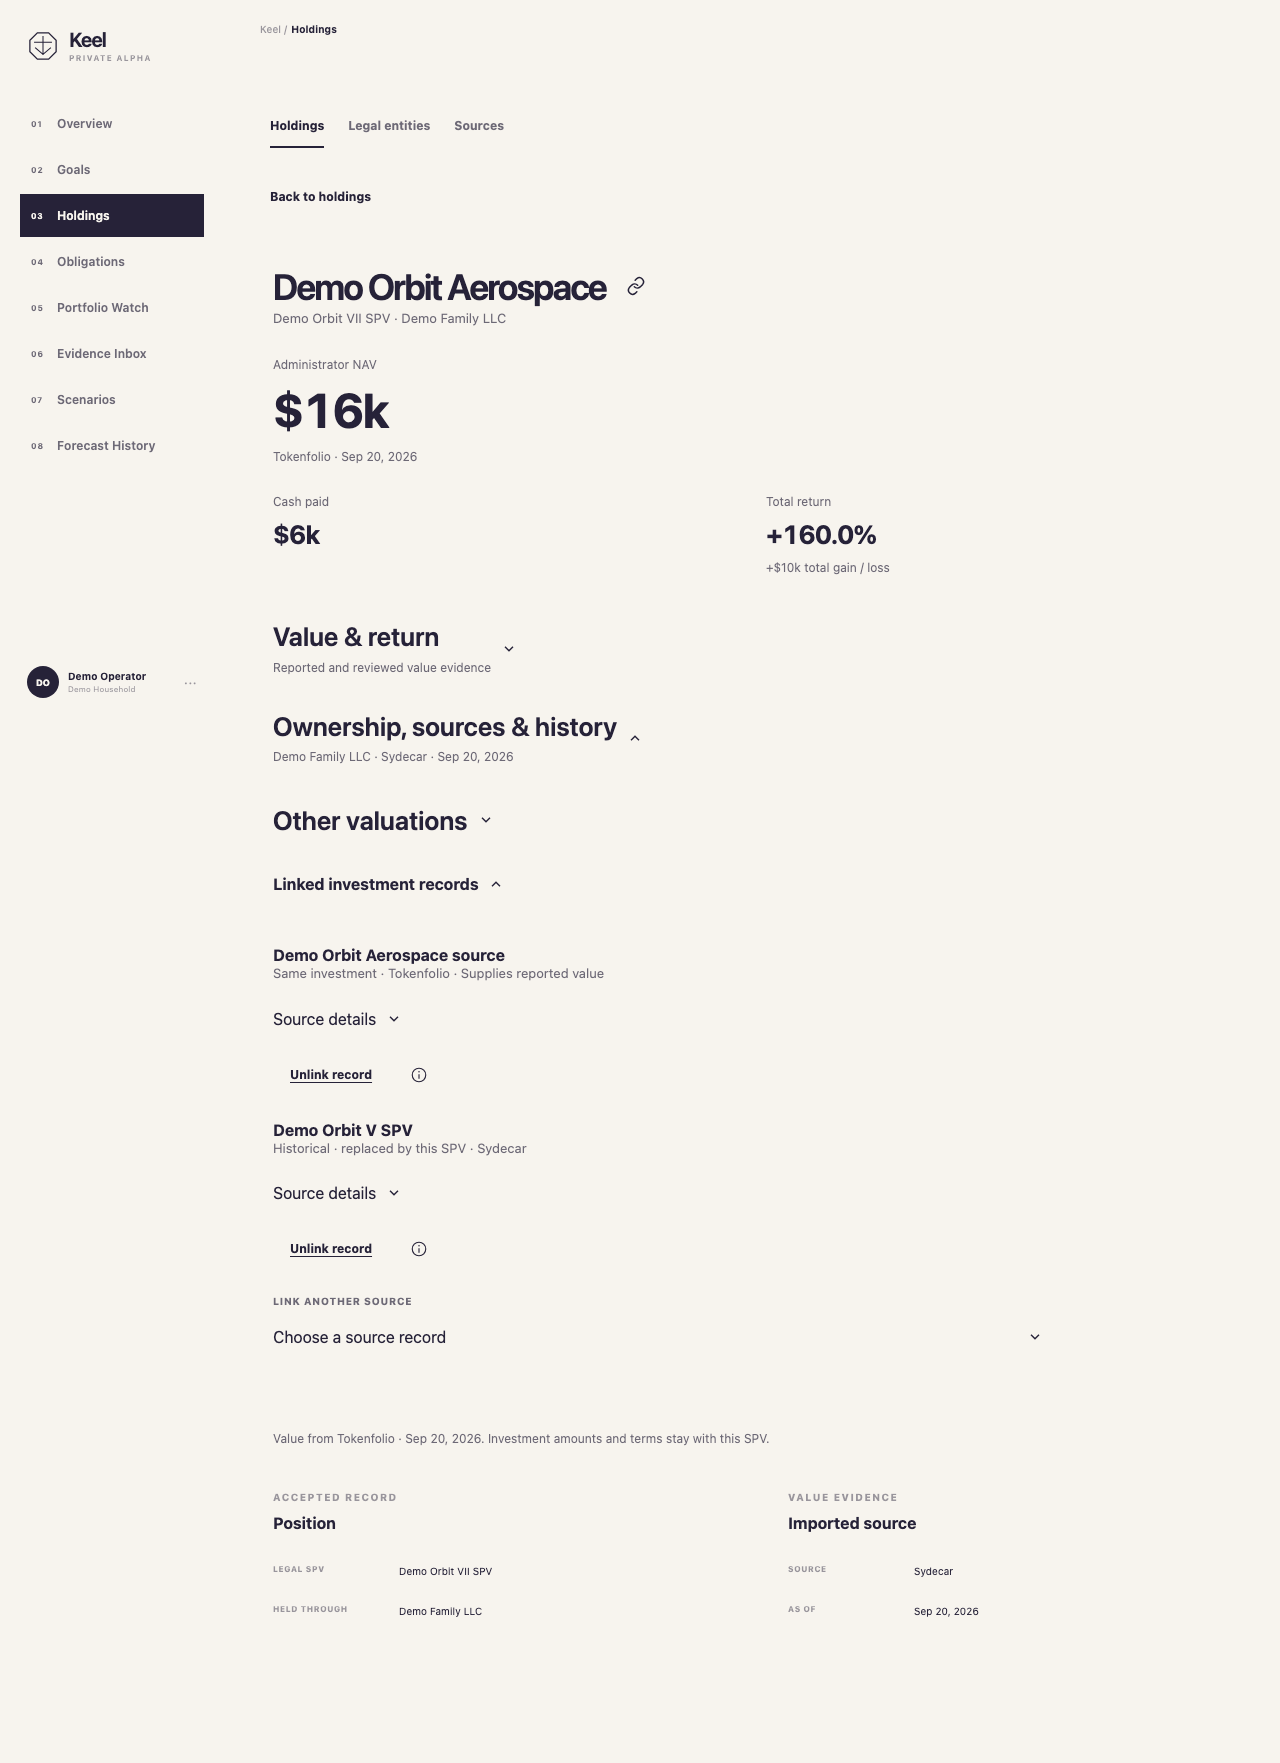 Keel
PRIVATE ALPHA
01 Overview
02 Goals
03 Holdings
04 Obligations
05 Portfolio Watch
06 Evidence Inbox
07 Scenarios
08 Forecast History
DO
Demo Operator
Demo Household
...
Keel / Holdings
Holdings
Legal entities
Sources
Back to holdings
Demo Orbit Aerospace
Demo Orbit VII SPV · Demo Family LLC
Administrator NAV
$16k
Tokenfolio · Sep 20, 2026
Cash paid
$6k
Total return
+160.0%
+$10k total gain / loss
Value & return
Reported and reviewed value evidence
Ownership, sources & history
Demo Family LLC · Sydecar · Sep 20, 2026
Other valuations
Linked investment records
Demo Orbit Aerospace source
Same investment · Tokenfolio · Supplies reported value
Source details
Unlink record
Demo Orbit V SPV
Historical · replaced by this SPV · Sydecar
Source details
Unlink record
LINK ANOTHER SOURCE
Choose a source record
Value from Tokenfolio · Sep 20, 2026. Investment amounts and terms stay with this SPV.
ACCEPTED RECORD
Position
LEGAL SPV
Demo Orbit VII SPV
HELD THROUGH
Demo Family LLC
VALUE EVIDENCE
Imported source
SOURCE
Sydecar
AS OF
Sep 20, 2026